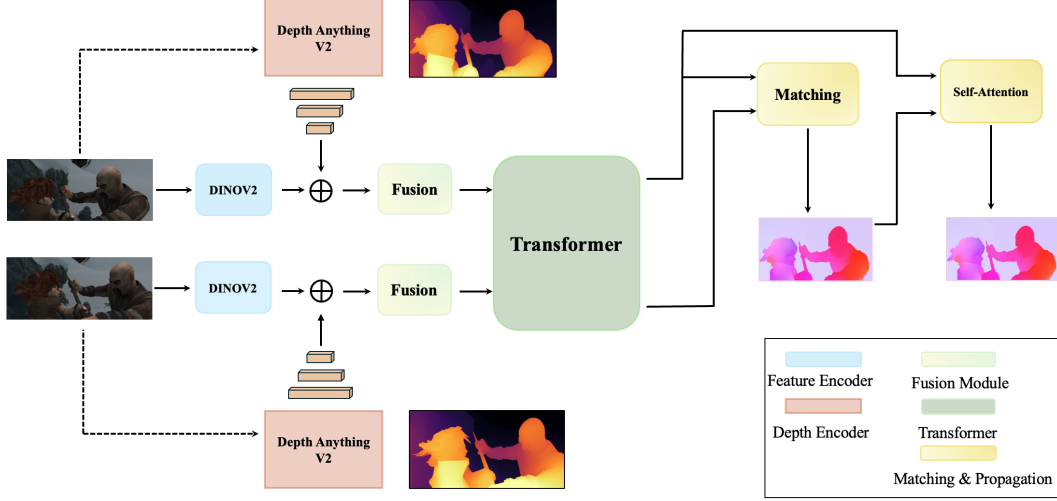 Depth Anything
V2
Matching
Self-Attention
DINOV2
Fusion
Transformer
DINOV2
Fusion
Depth Anything
V2
Feature Encoder
Fusion Module
Depth Encoder
Transformer
Matching & Propagation